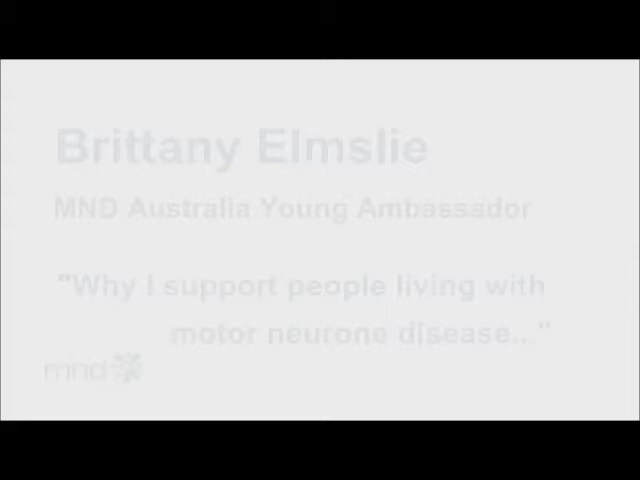 Brittany Elmslie
MND Australia Young Ambassador
"Why I support people living with
motor neurone disease..."
mnd